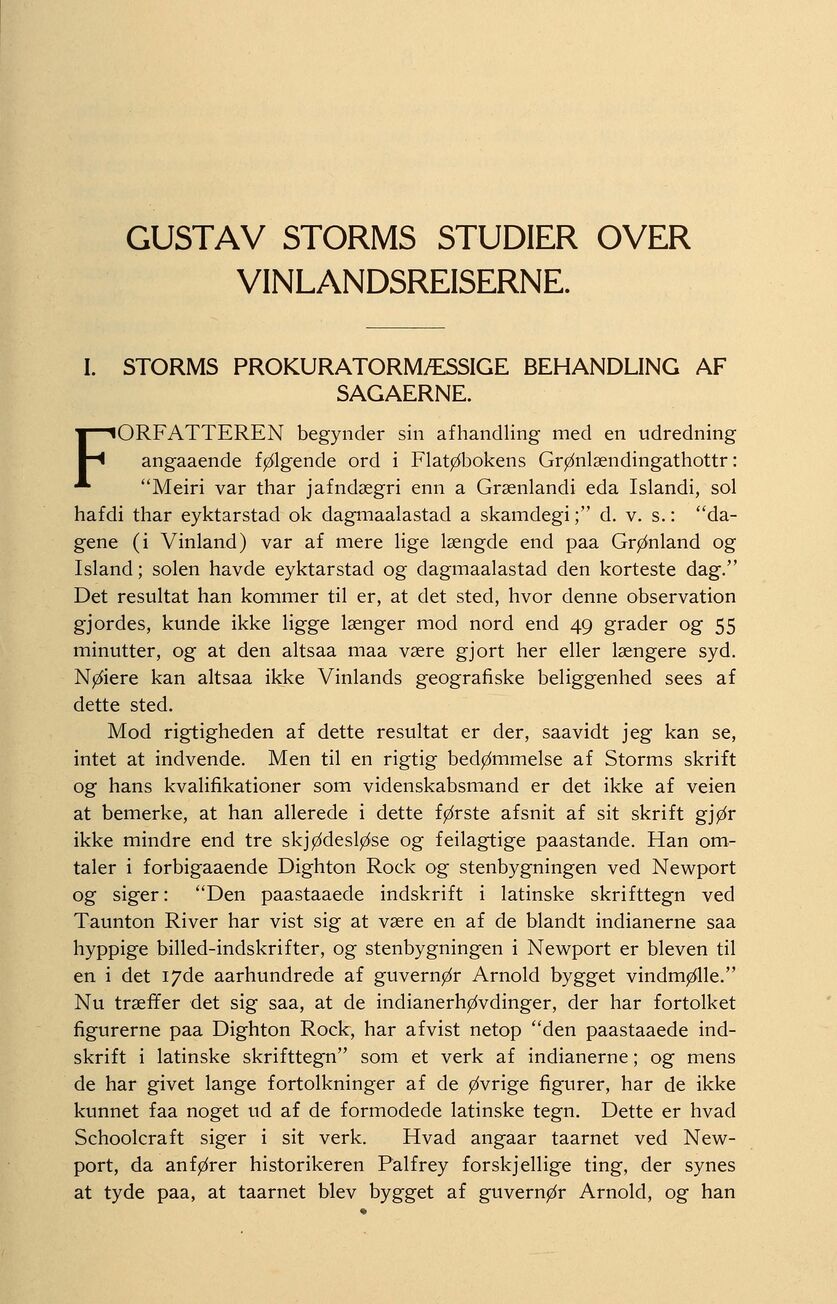 GUSTAV STORMS STUDIER OVER
VINLANDSREISERNE.
I. STORMS PROKURATORMÆSSIGE BEHANDLING AF
SAGAERNE.
FORFATTEREN begynder sin afhandling med en udredning
angaaende følgende ord i Flatøbokens Grønlændingathottr:
“Meiri var thar jafndægri enn a Grænlandi eda Islandi, sol
hafdi thar eyktarstad ok dagmaalastad a skamdegi;” d. v. s.: “da-
gene (i Vinland) var af mere lige længde end paa Grønland og
Island; solen havde eyktarstad og dagmaalastad den korteste dag.”
Det resultat han kommer til er, at det sted, hvor denne observation
gjordes, kunde ikke ligge længer mod nord end 49 grader og 55
minutter, og at den altsaa maa være gjort her eller længere syd.
Nøiere kan altsaa ikke Vinlands geografiske beliggenhed sees af
dette sted.
Mod rigtigheden af dette resultat er der, saavidt jeg kan se,
intet at indvende. Men til en rigtig bedømmelse af Storms skrift
og hans kvalifikationer som videnskabsmand er det ikke af veien
at bemerke, at han allerede i dette første afsnit af sit skrift gjør
ikke mindre end tre skjødesløse og feilagtige paastande. Han om-
taler i forbigaaende Dighton Rock og stenbygningen ved Newport
og siger: “Den paastaaede indskrift i latinske skrifttegn ved
Taunton River har vist sig at være en af de blandt indianerne saa
hyppige billed-indskrifter, og stenbygningen i Newport er bleven til
en i det 17de aarhundrede af guvernør Arnold bygget vindmølle.”
Nu træffer det sig saa, at de indianerhøvdinger, der har fortolket
figurerne paa Dighton Rock, har afvist netop “den paastaaede ind-
skrift i latinske skrifttegn” som et verk af indianerne; og mens
de har givet lange fortolkninger af de øvrige figurer, har de ikke
kunnet faa noget ud af de formodede latinske tegn. Dette er hvad
Schoolcraft siger i sit verk. Hvad angaar taarnet ved New-
port, da anfører historikeren Palfrey forskjellige ting, der synes
at tyde paa, at taarnet blev bygget af guvernør Arnold, og han